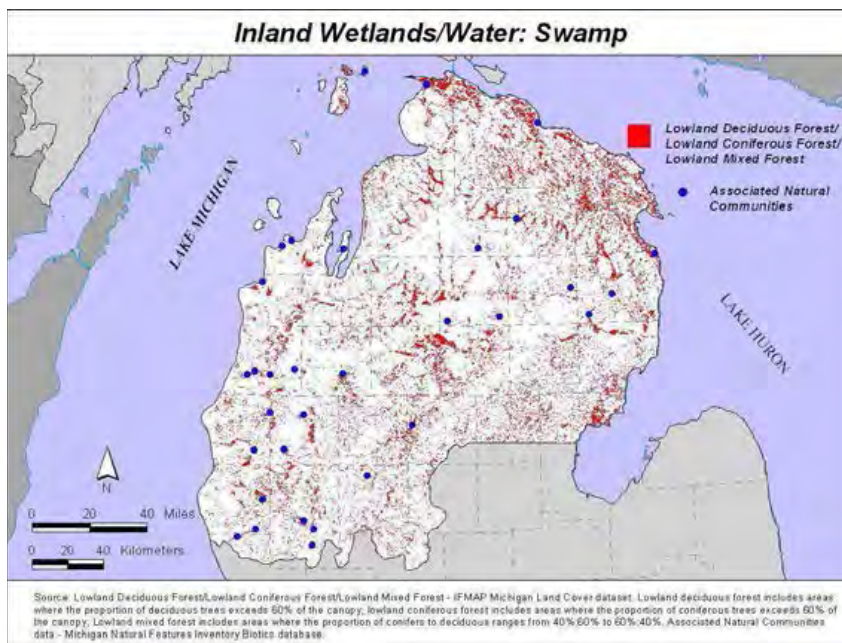 Inland Wetlands/Water: Swamp
Lowland Deciduous Forest/
Lowland Coniferous Forest/
Lowland Mixed Forest
Associated Natural
Communities
LAKE MICHIGAN
LAKE HURON
N
0 20 40 Miles
0 20 40 Kilometers
Source: Lowland Deciduous Forest/Lowland Coniferous Forest/Lowland Mixed Forest - IFMAP Michigan Land Cover dataset. Lowland deciduous forest includes areas
where the proportion of deciduous trees exceeds 60% of the canopy; lowland coniferous forest includes areas where the proportion of coniferous trees exceeds 60% of
the canopy; Lowland mixed forest includes areas where the proportion of conifers to deciduous ranges from 40%:60% to 60%:40%. Associated Natural Communities
data - Michigan Natural Features Inventory Biotics database.